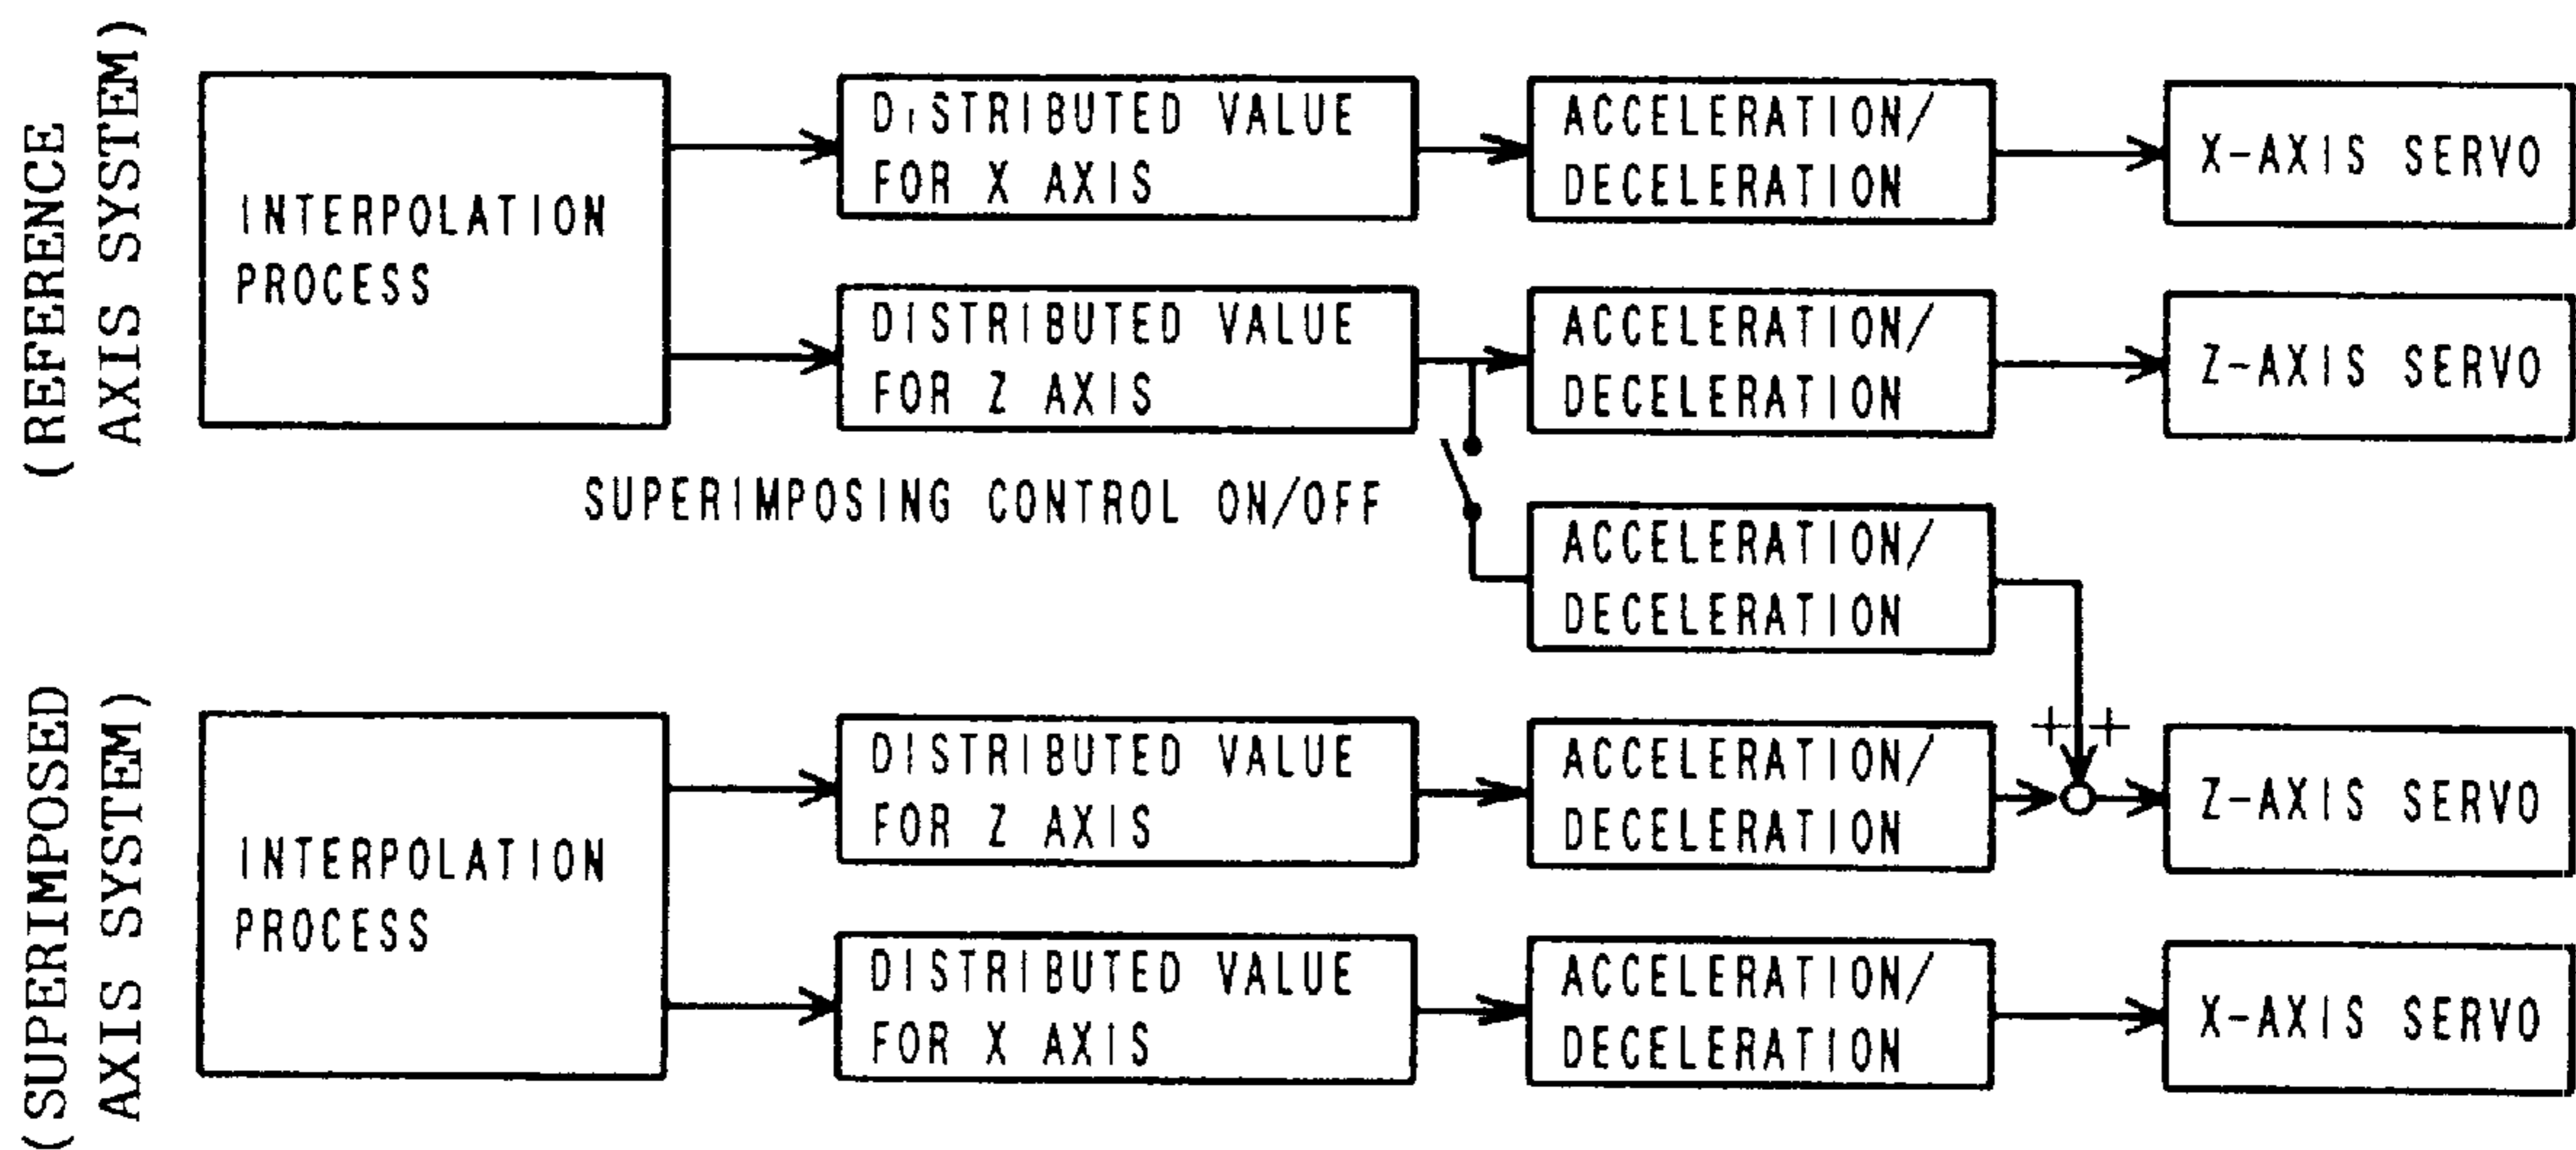 (REFERENCE
AXIS SYSTEM)
INTERPOLATION
PROCESS
DISTRIBUTED VALUE
FOR X AXIS
ACCELERATION/
DECELERATION
X-AXIS SERVO
DISTRIBUTED VALUE
FOR Z AXIS
ACCELERATION/
DECELERATION
Z-AXIS SERVO
SUPERIMPOSING CONTROL ON/OFF
ACCELERATION/
DECELERATION
(SUPERIMPOSED
AXIS SYSTEM)
INTERPOLATION
PROCESS
DISTRIBUTED VALUE
FOR Z AXIS
ACCELERATION/
DECELERATION
+ +
Z-AXIS SERVO
DISTRIBUTED VALUE
FOR X AXIS
ACCELERATION/
DECELERATION
X-AXIS SERVO